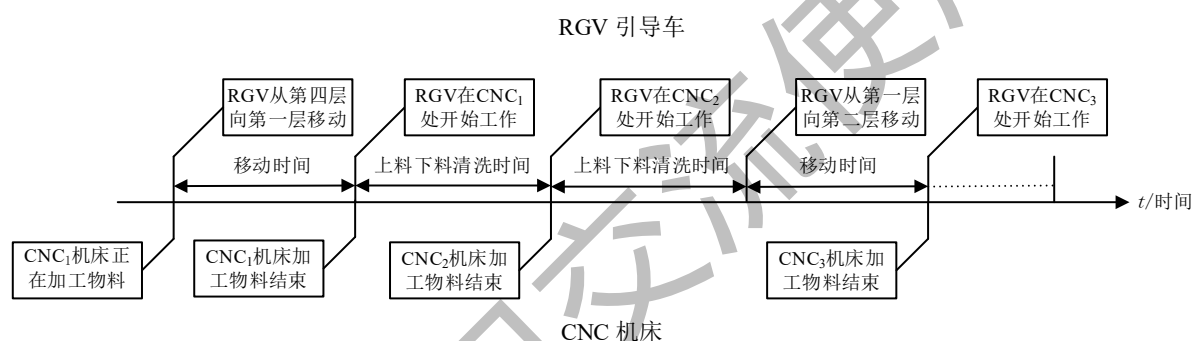 RGV 引导车
RGV从第四层
向第一层移动
RGV在CNC₁
处开始工作
RGV在CNC₂
处开始工作
RGV从第一层
向第二层移动
RGV在CNC₃
处开始工作
移动时间
上料下料清洗时间
上料下料清洗时间
移动时间
t/时间
CNC₁机床正
在加工物料
CNC₁机床加
工物料结束
CNC₂机床加
工物料结束
CNC₃机床加
工物料结束
CNC 机床
交流使